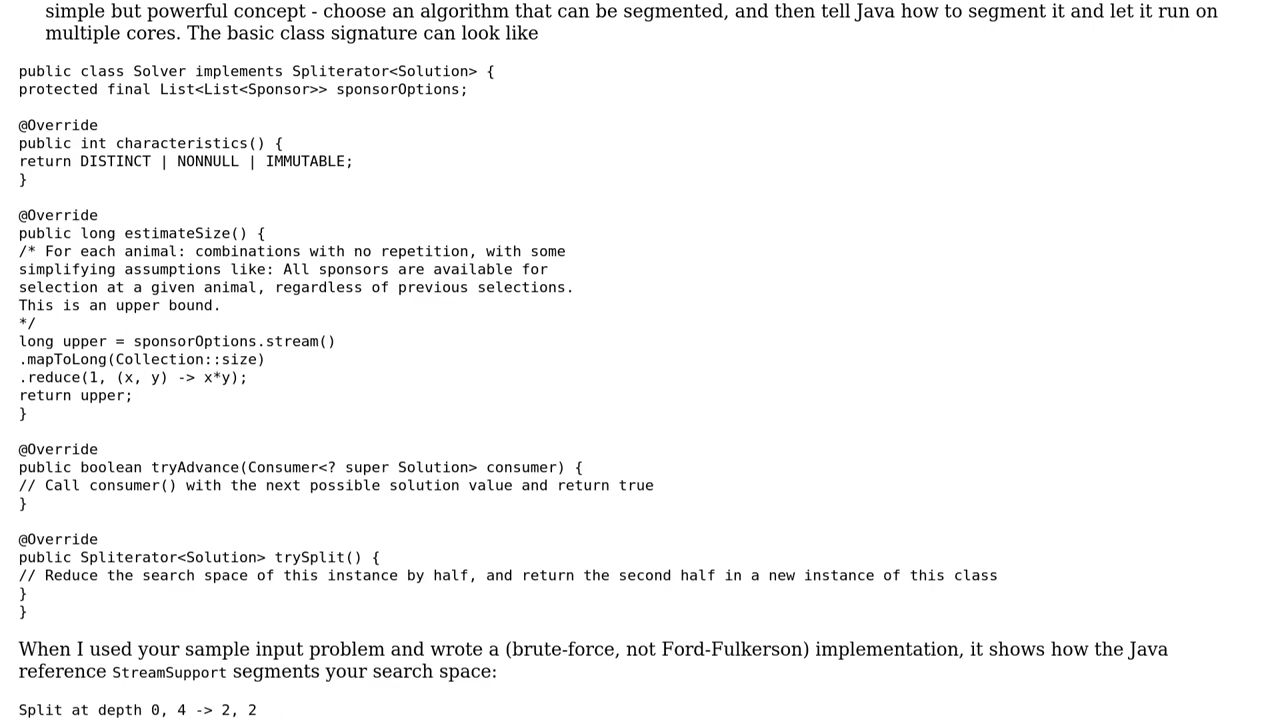 simple but powerful concept - choose an algorithm that can be segmented, and then tell Java how to segment it and let it run on
multiple cores. The basic class signature can look like
public class Solver implements Spliterator<Solution> {
protected final List<List<Sponsor>> sponsorOptions;
@Override
public int characteristics() {
return DISTINCT | NONNULL | IMMUTABLE;
}
@Override
public long estimateSize() {
/* For each animal: combinations with no repetition, with some
simplifying assumptions like: All sponsors are available for
selection at a given animal, regardless of previous selections.
This is an upper bound.
*/
long upper = sponsorOptions.stream()
.mapToLong(Collection::size)
.reduce(1, (x, y) -> x*y);
return upper;
}
@Override
public boolean tryAdvance(Consumer<? super Solution> consumer) {
// Call consumer() with the next possible solution value and return true
}
@Override
public Spliterator<Solution> trySplit() {
// Reduce the search space of this instance by half, and return the second half in a new instance of this class
}
}
When I used your sample input problem and wrote a (brute-force, not Ford-Fulkerson) implementation, it shows how the Java
reference StreamSupport segments your search space:
Split at depth 0, 4 -> 2, 2